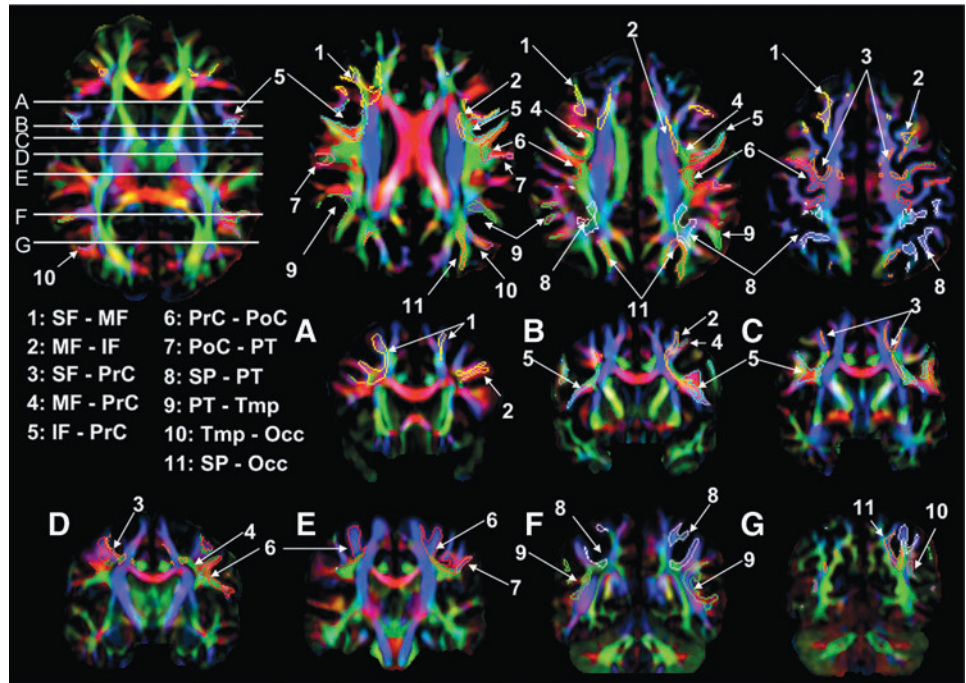 1
2
1
2
3
5
4
4
5
2
6
6
7
7
9
9
8
9
8
8
11
10
11
A
B
C
D
E
F
G
10
1: SF - MF
2: MF - IF
3: SF - PrC
4: MF - PrC
5: IF - PrC
6: PrC - PoC
7: PoC - PT
8: SP - PT
9: PT - Tmp
10: Tmp - Occ
11: SP - Occ
A
1
2
B
2
4
5
5
C
3
D
3
4
6
E
6
7
F
8
8
9
9
G
11
10